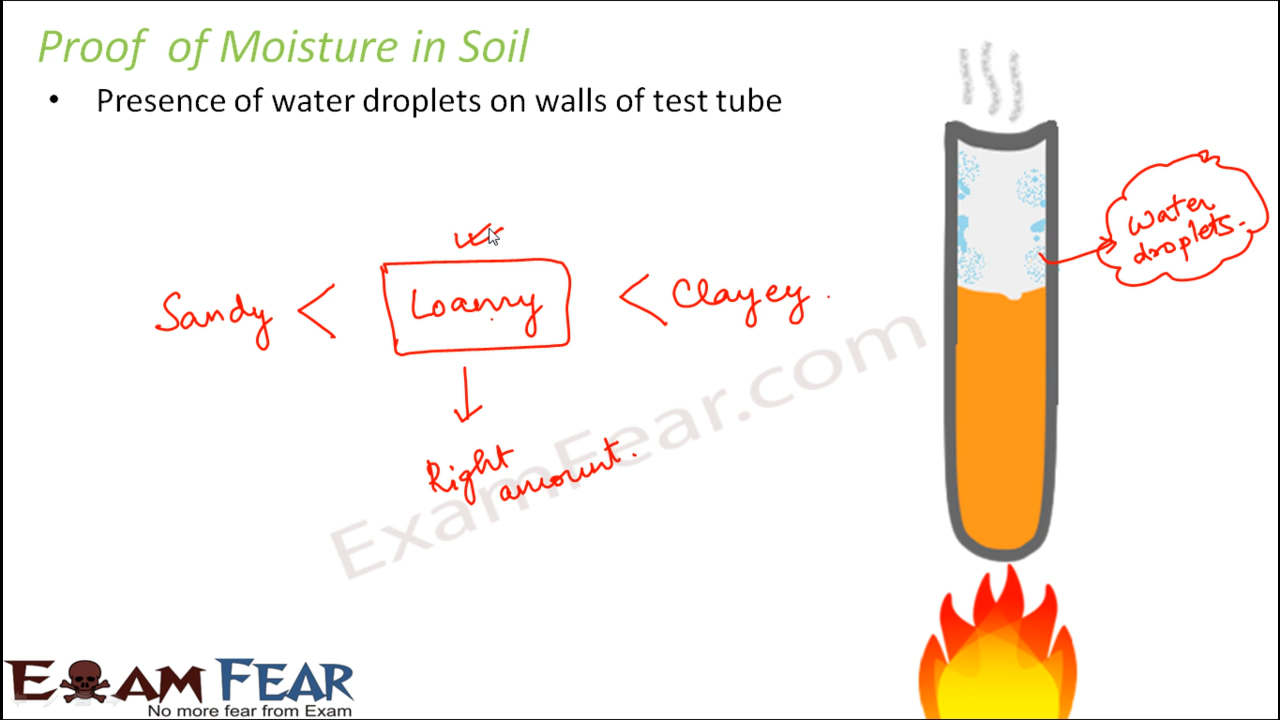 Proof of Moisture in Soil
• Presence of water droplets on walls of test tube
Water
droplets.
Sandy < Loamy < Clayey.
Right
amount.
ExamFear.com
EXAM FEAR
No more fear from Exam